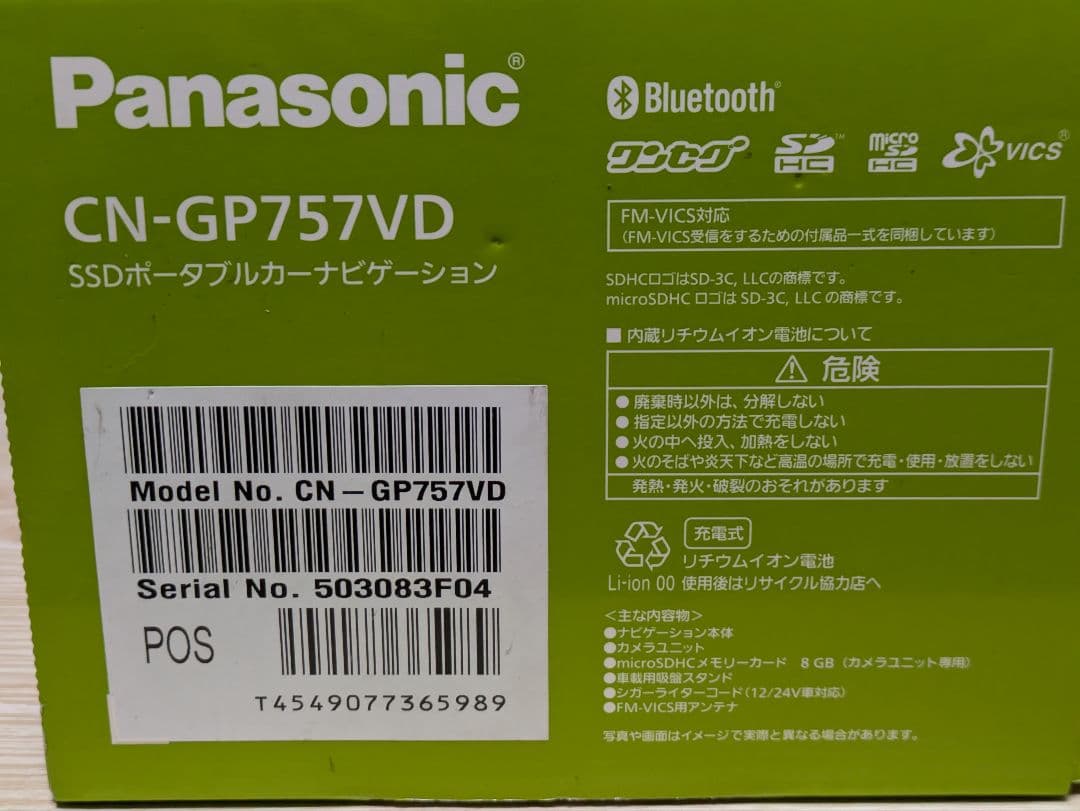 Panasonic®
CN-GP757VD
SSDポータブルカーナビゲーション
Model No. CN-GP757VD
Serial No. 503083F04
POS
T4549077365989
Bluetooth®
ワンセグ SDHC™ microSDHC VICS®
FM-VICS対応
(FM-VICS受信をするための付属品一式を同梱しています)
SDHCロゴはSD-3C, LLCの商標です。
microSDHC ロゴは SD-3C, LLC の商標です。
■ 内蔵リチウムイオン電池について
⚠ 危険
● 廃棄時以外は、分解しない
● 指定以外の方法で充電しない
● 火の中へ投入、加熱をしない
● 火のそばや炎天下など高温の場所で充電・使用・放置をしない
発熱・発火・破裂のおそれがあります
充電式
リチウムイオン電池
Li-ion 00 使用後はリサイクル協力店へ
<主な内容物>
●ナビゲーション本体
●カメラユニット
●microSDHCメモリーカード 8 GB (カメラユニット専用)
●車載用吸盤スタンド
●シガーライターコード(12/24V車対応)
●FM-VICS用アンテナ
写真や画面はイメージで実際と異なる場合があります。